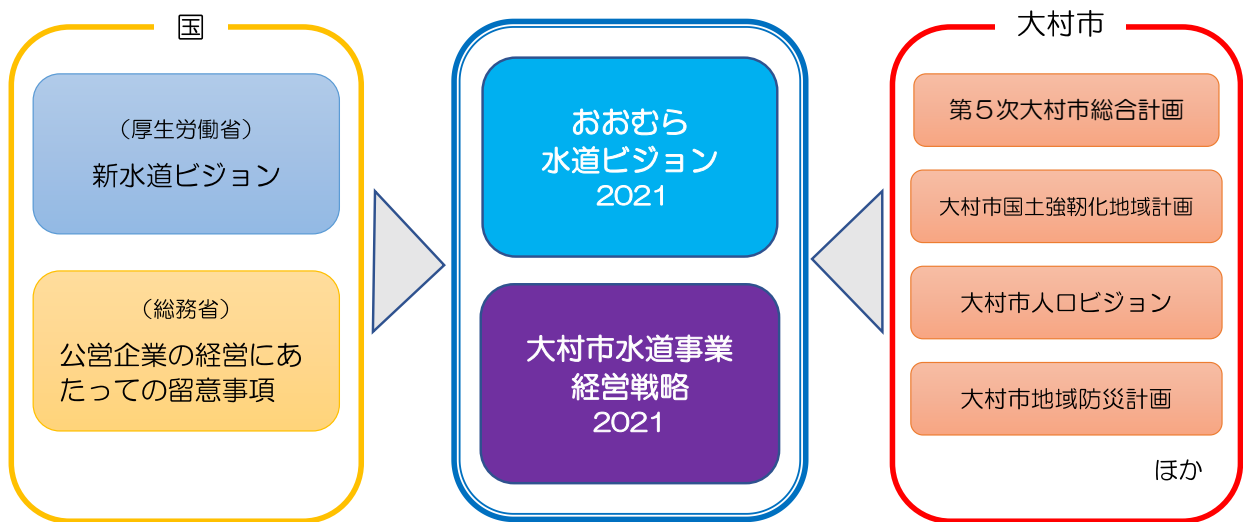 国
（厚生労働省）
新水道ビジョン
（総務省）
公営企業の経営にあ
たっての留意事項
おおむら
水道ビジョン
2021
大村市水道事業
経営戦略
2021
大村市
第５次大村市総合計画
大村市国土強靭化地域計画
大村市人口ビジョン
大村市地域防災計画
ほか